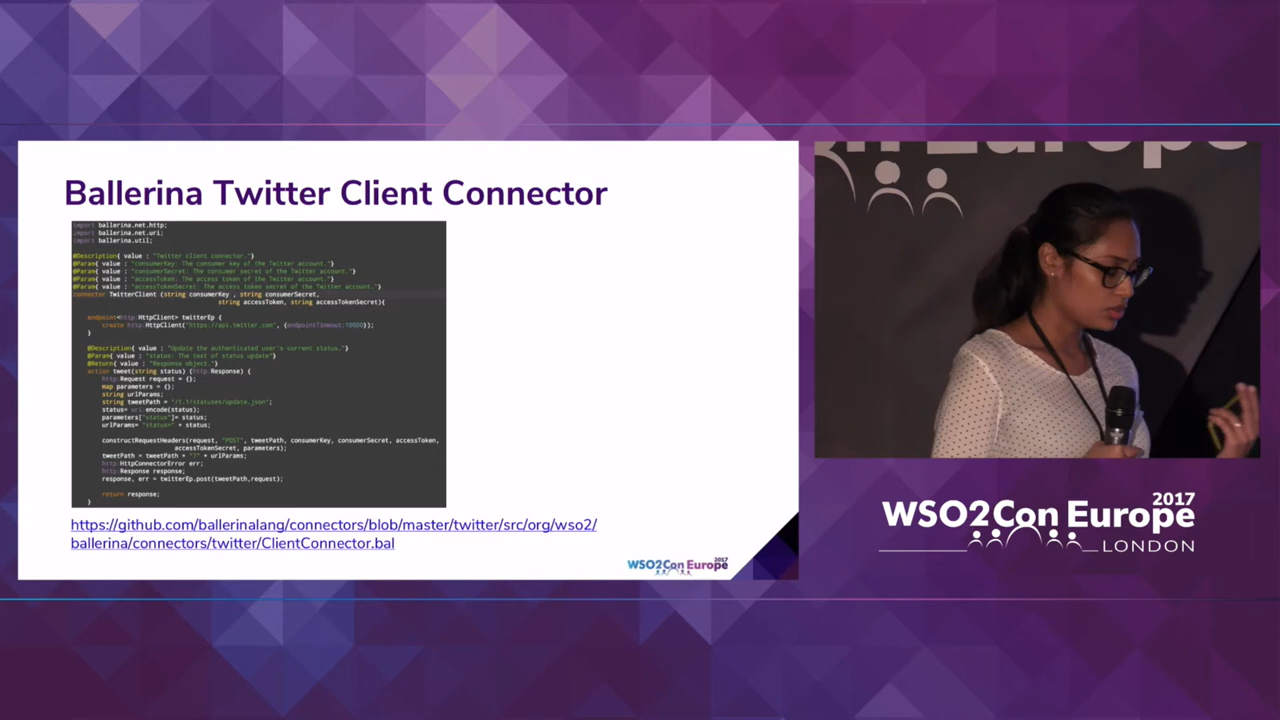 Ballerina Twitter Client Connector
import ballerina.net.http;
import ballerina.net.uri;
import ballerina.util;
@Description{ value : "Twitter client connector."}
@Param{ value : "consumerKey: The consumer key of the Twitter account."}
@Param{ value : "consumerSecret: The consumer secret of the Twitter account."}
@Param{ value : "accessToken: The access token of the Twitter account."}
@Param{ value : "accessTokenSecret: The access token secret of the Twitter account."}
connector TwitterClient (string consumerKey , string consumerSecret,
string accessToken, string accessTokenSecret){
endpoint<http:HttpClient> twitterEp {
create http:HttpClient("https://api.twitter.com", {endpointTimeout:10000});
}
@Description{ value : "Update the authenticated user's current status."}
@Param{ value : "status: The text of status update"}
@Return{ value : "Response object."}
action tweet(string status) (http:Response) {
http:Request request = {};
map parameters = {};
string urlParams;
string tweetPath = "/1.1/statuses/update.json";
status= uri:encode(status);
parameters["status"]= status;
urlParams= "status=" + status;
constructRequestHeaders(request, "POST", tweetPath, consumerKey, consumerSecret, accessToken,
accessTokenSecret, parameters);
tweetPath = tweetPath + "?" + urlParams;
http:HttpConnectorError err;
http:Response response;
response, err = twitterEp.post(tweetPath,request);
return response;
}
https://github.com/ballerinalang/connectors/blob/master/twitter/src/org/wso2/
ballerina/connectors/twitter/ClientConnector.bal
WSO2Con Europe 2017
Europe
WSO2Con Europe 2017
LONDON